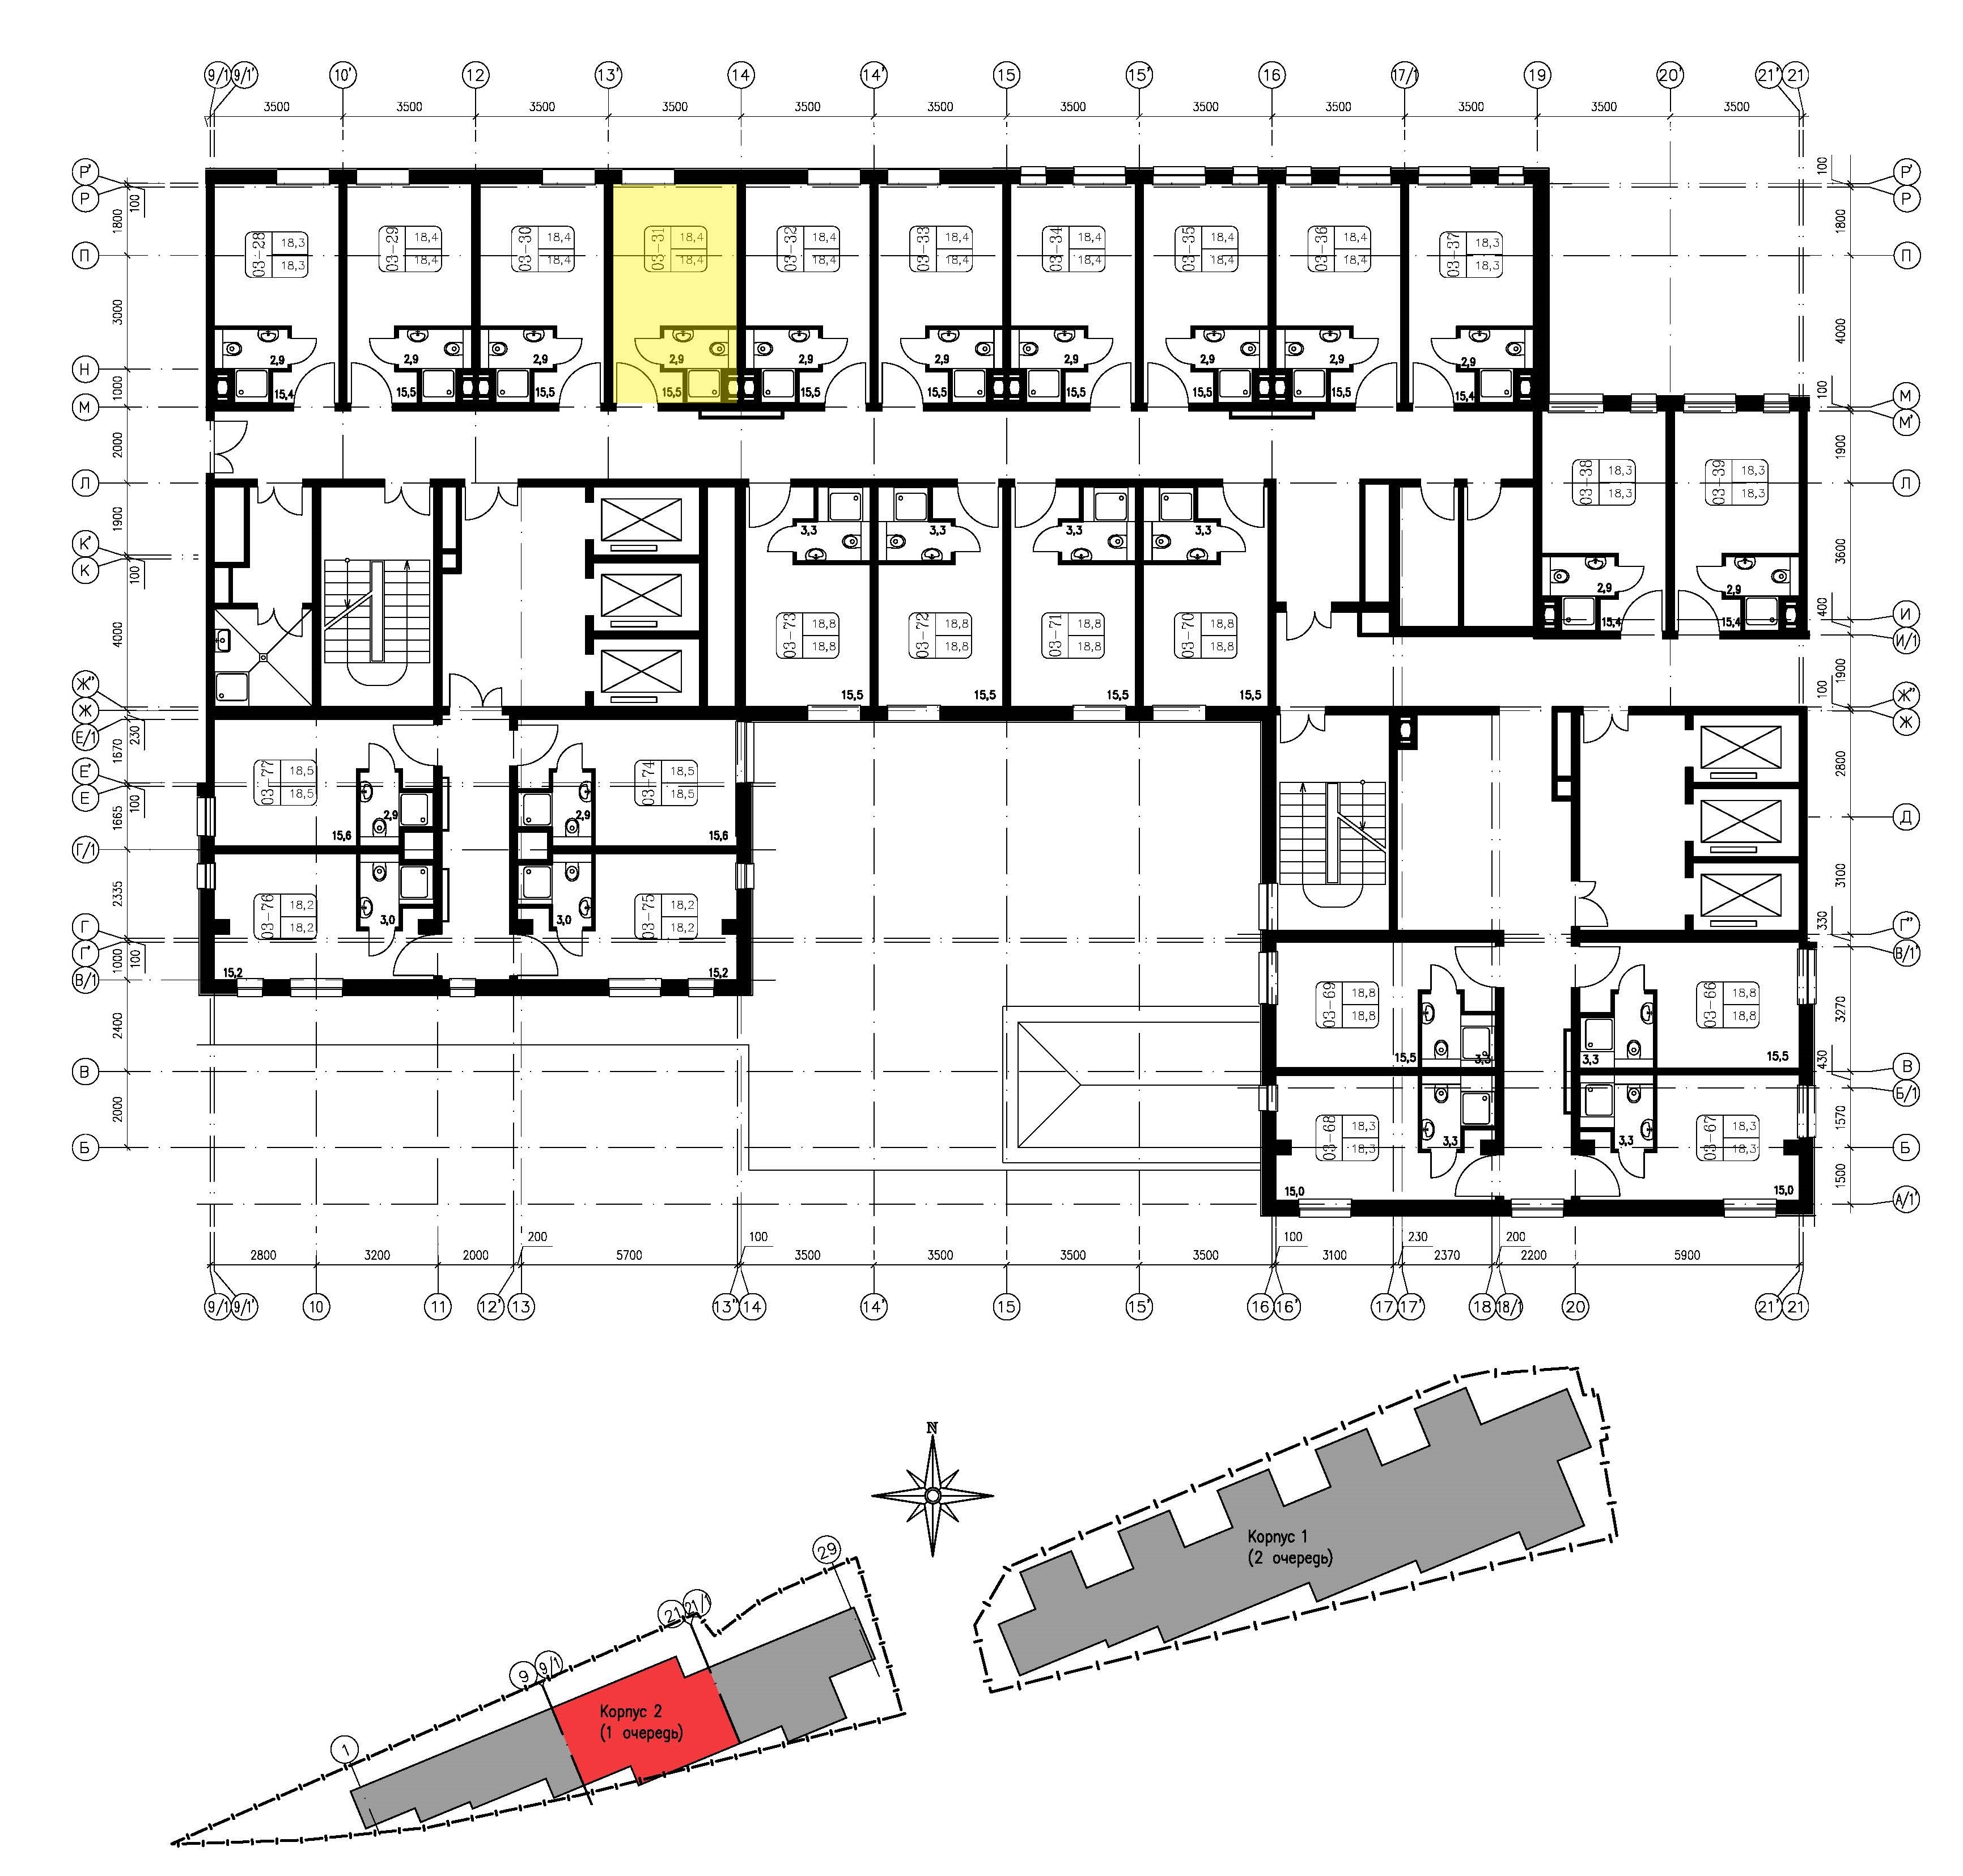 9/1 9/1' 10' 12 13' 14 14' 15 15' 16 17/1 19 20' 21' 21
3500 3500 3500 3500 3500 3500 3500 3500 3500 3500 3500 3500
Р' 100 100 Р'
Р Р
1800 1800
П П
03-28 18,3 18,3
03-29 18,4 18,4
03-30 18,4 18,4
03-31 18,4 18,4
03-32 18,4 18,4
03-33 18,4 18,4
03-34 18,4 18,4
03-35 18,4 18,4
03-36 18,4 18,4
03-37 18,3 18,3
3000 4000
2,9 2,9 2,9 2,9 2,9 2,9 2,9 2,9 2,9 2,9
Н
1000 100
15,4 15,5 15,5 15,5 15,5 15,5 15,5 15,5 15,5 15,4
М М
М'
2000 1900
Л Л
03-38 18,3 18,3
03-39 18,3 18,3
1900 3600
3,3 3,3 3,3 3,3
К'
К 100
2,9 2,9
4000 400
И
15,4 15,4
И/1
03-73 18,8 18,8
03-72 18,8 18,8
03-71 18,8 18,8
03-70 18,8 18,8
15,5 15,5 15,5 15,5
1900 100
Ж" Ж"
Ж Ж
Е/1 230
1670 2800
Е'
Е 100
03-77 18,5 18,5
03-74 18,5 18,5
1665
2,9 2,9
15,6 15,6
Д
Г/1
2335 3100
03-76 18,2 18,2
03-75 18,2 18,2
3,0 3,0
Г 330 Г"
Г'
1000 100
15,2 15,2
В/1 В/1'
2400 3270
03-69 18,8 18,8
03-66 18,8 18,8
15,5 3,3 3,3 15,5
430
В В
Б/1
2000 1570
03-68 18,3 18,3
03-67 18,3 18,3
3,3 3,3
Б Б
1500
15,0 15,0
А/1'
200 100 100 230 200
2800 3200 2000 5700 3500 3500 3500 3500 3100 2370 2200 5900
9/1 9/1' 10 11 12' 13 13" 14 14' 15 15' 16 16' 17 17' 18 18/1 20 21' 21
N
Корпус 1
(2 очередь)
29
21 21/1
9 9/1
Корпус 2
(1 очередь)
1